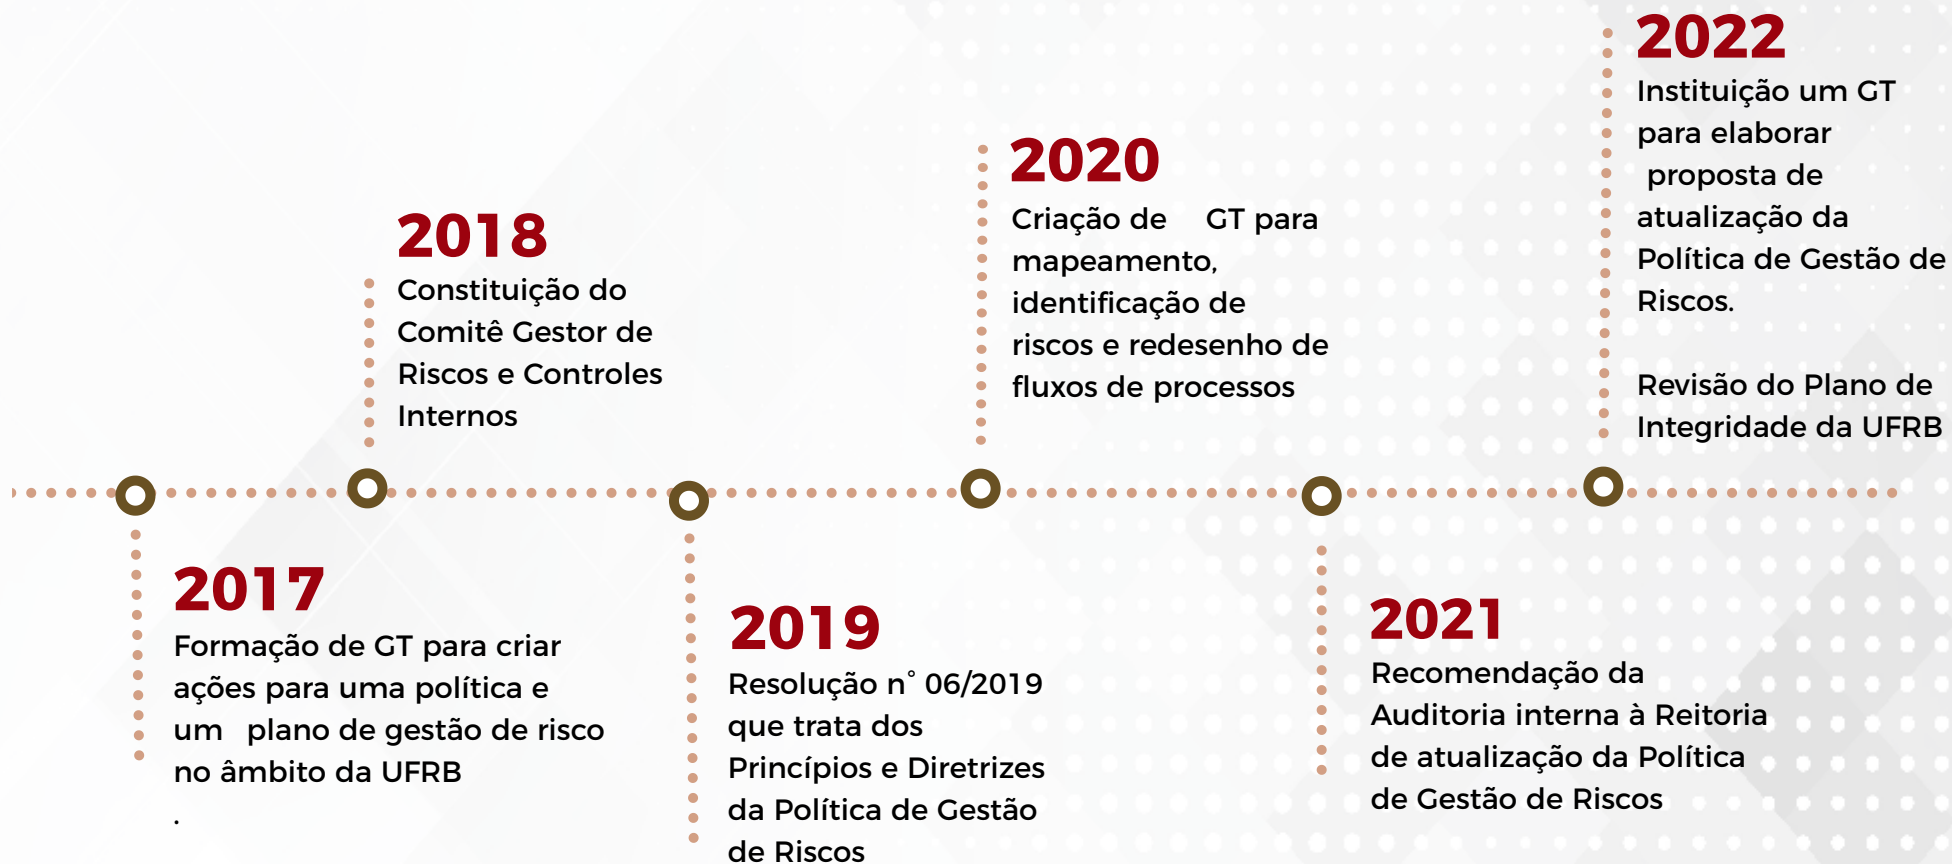 2017
Formação de GT para criar
ações para uma política e
um plano de gestão de risco
no âmbito da UFRB
.
2018
Constituição do
Comitê Gestor de
Riscos e Controles
Internos
2019
Resolução n° 06/2019
que trata dos
Princípios e Diretrizes
da Política de Gestão
de Riscos
2020
Criação de GT para
mapeamento,
identificação de
riscos e redesenho de
fluxos de processos
2021
Recomendação da
Auditoria interna à Reitoria
de atualização da Política
de Gestão de Riscos
2022
Instituição um GT
para elaborar
proposta de
atualização da
Política de Gestão de
Riscos.
Revisão do Plano de
Integridade da UFRB